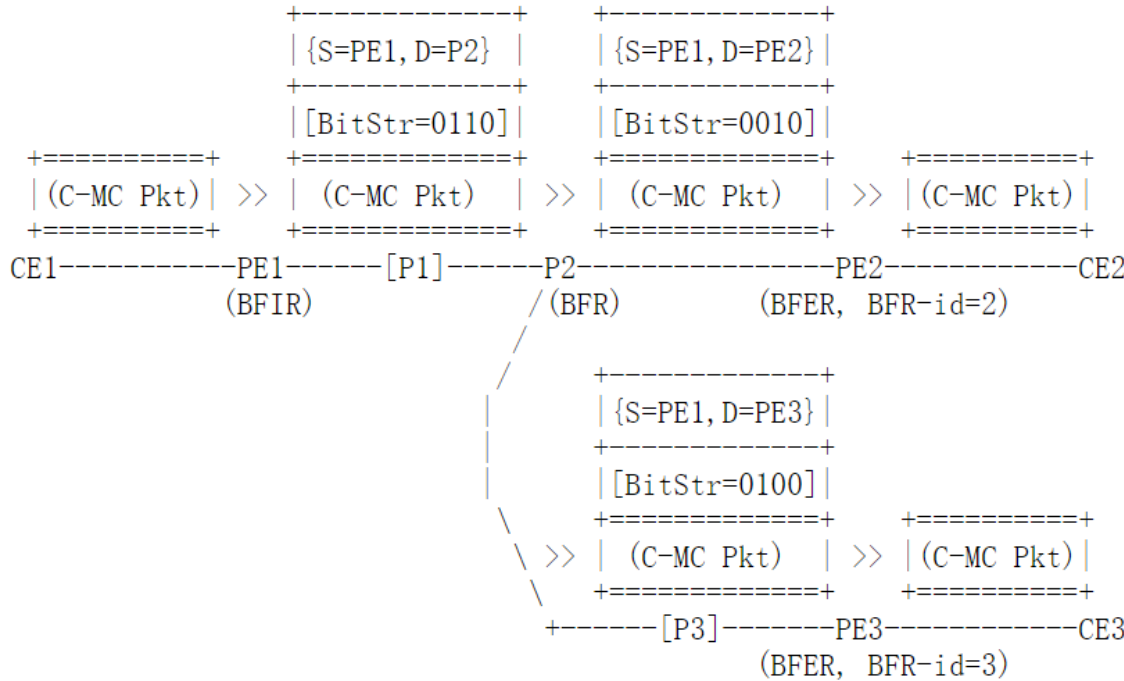 +-------------+ +-------------+
|{S=PE1,D=P2} | |{S=PE1,D=PE2}|
+-------------+ +-------------+
|[BitStr=0110]| |[BitStr=0010]|
+==========+ +=============+ +=============+ +==========+
|(C-MC Pkt)| >> | (C-MC Pkt) | >> | (C-MC Pkt) | >> |(C-MC Pkt)|
+==========+ +=============+ +=============+ +==========+
CE1-----------PE1------[P1]------P2---------------PE2------------CE2
(BFIR) /(BFR) (BFER, BFR-id=2)
/
/ +-------------+
| |{S=PE1,D=PE3}|
| +-------------+
| |[BitStr=0100]|
\ +=============+ +==========+
\ >> | (C-MC Pkt) | >> |(C-MC Pkt)|
\ +=============+ +==========+
+------[P3]-------PE3------------CE3
(BFER, BFR-id=3)